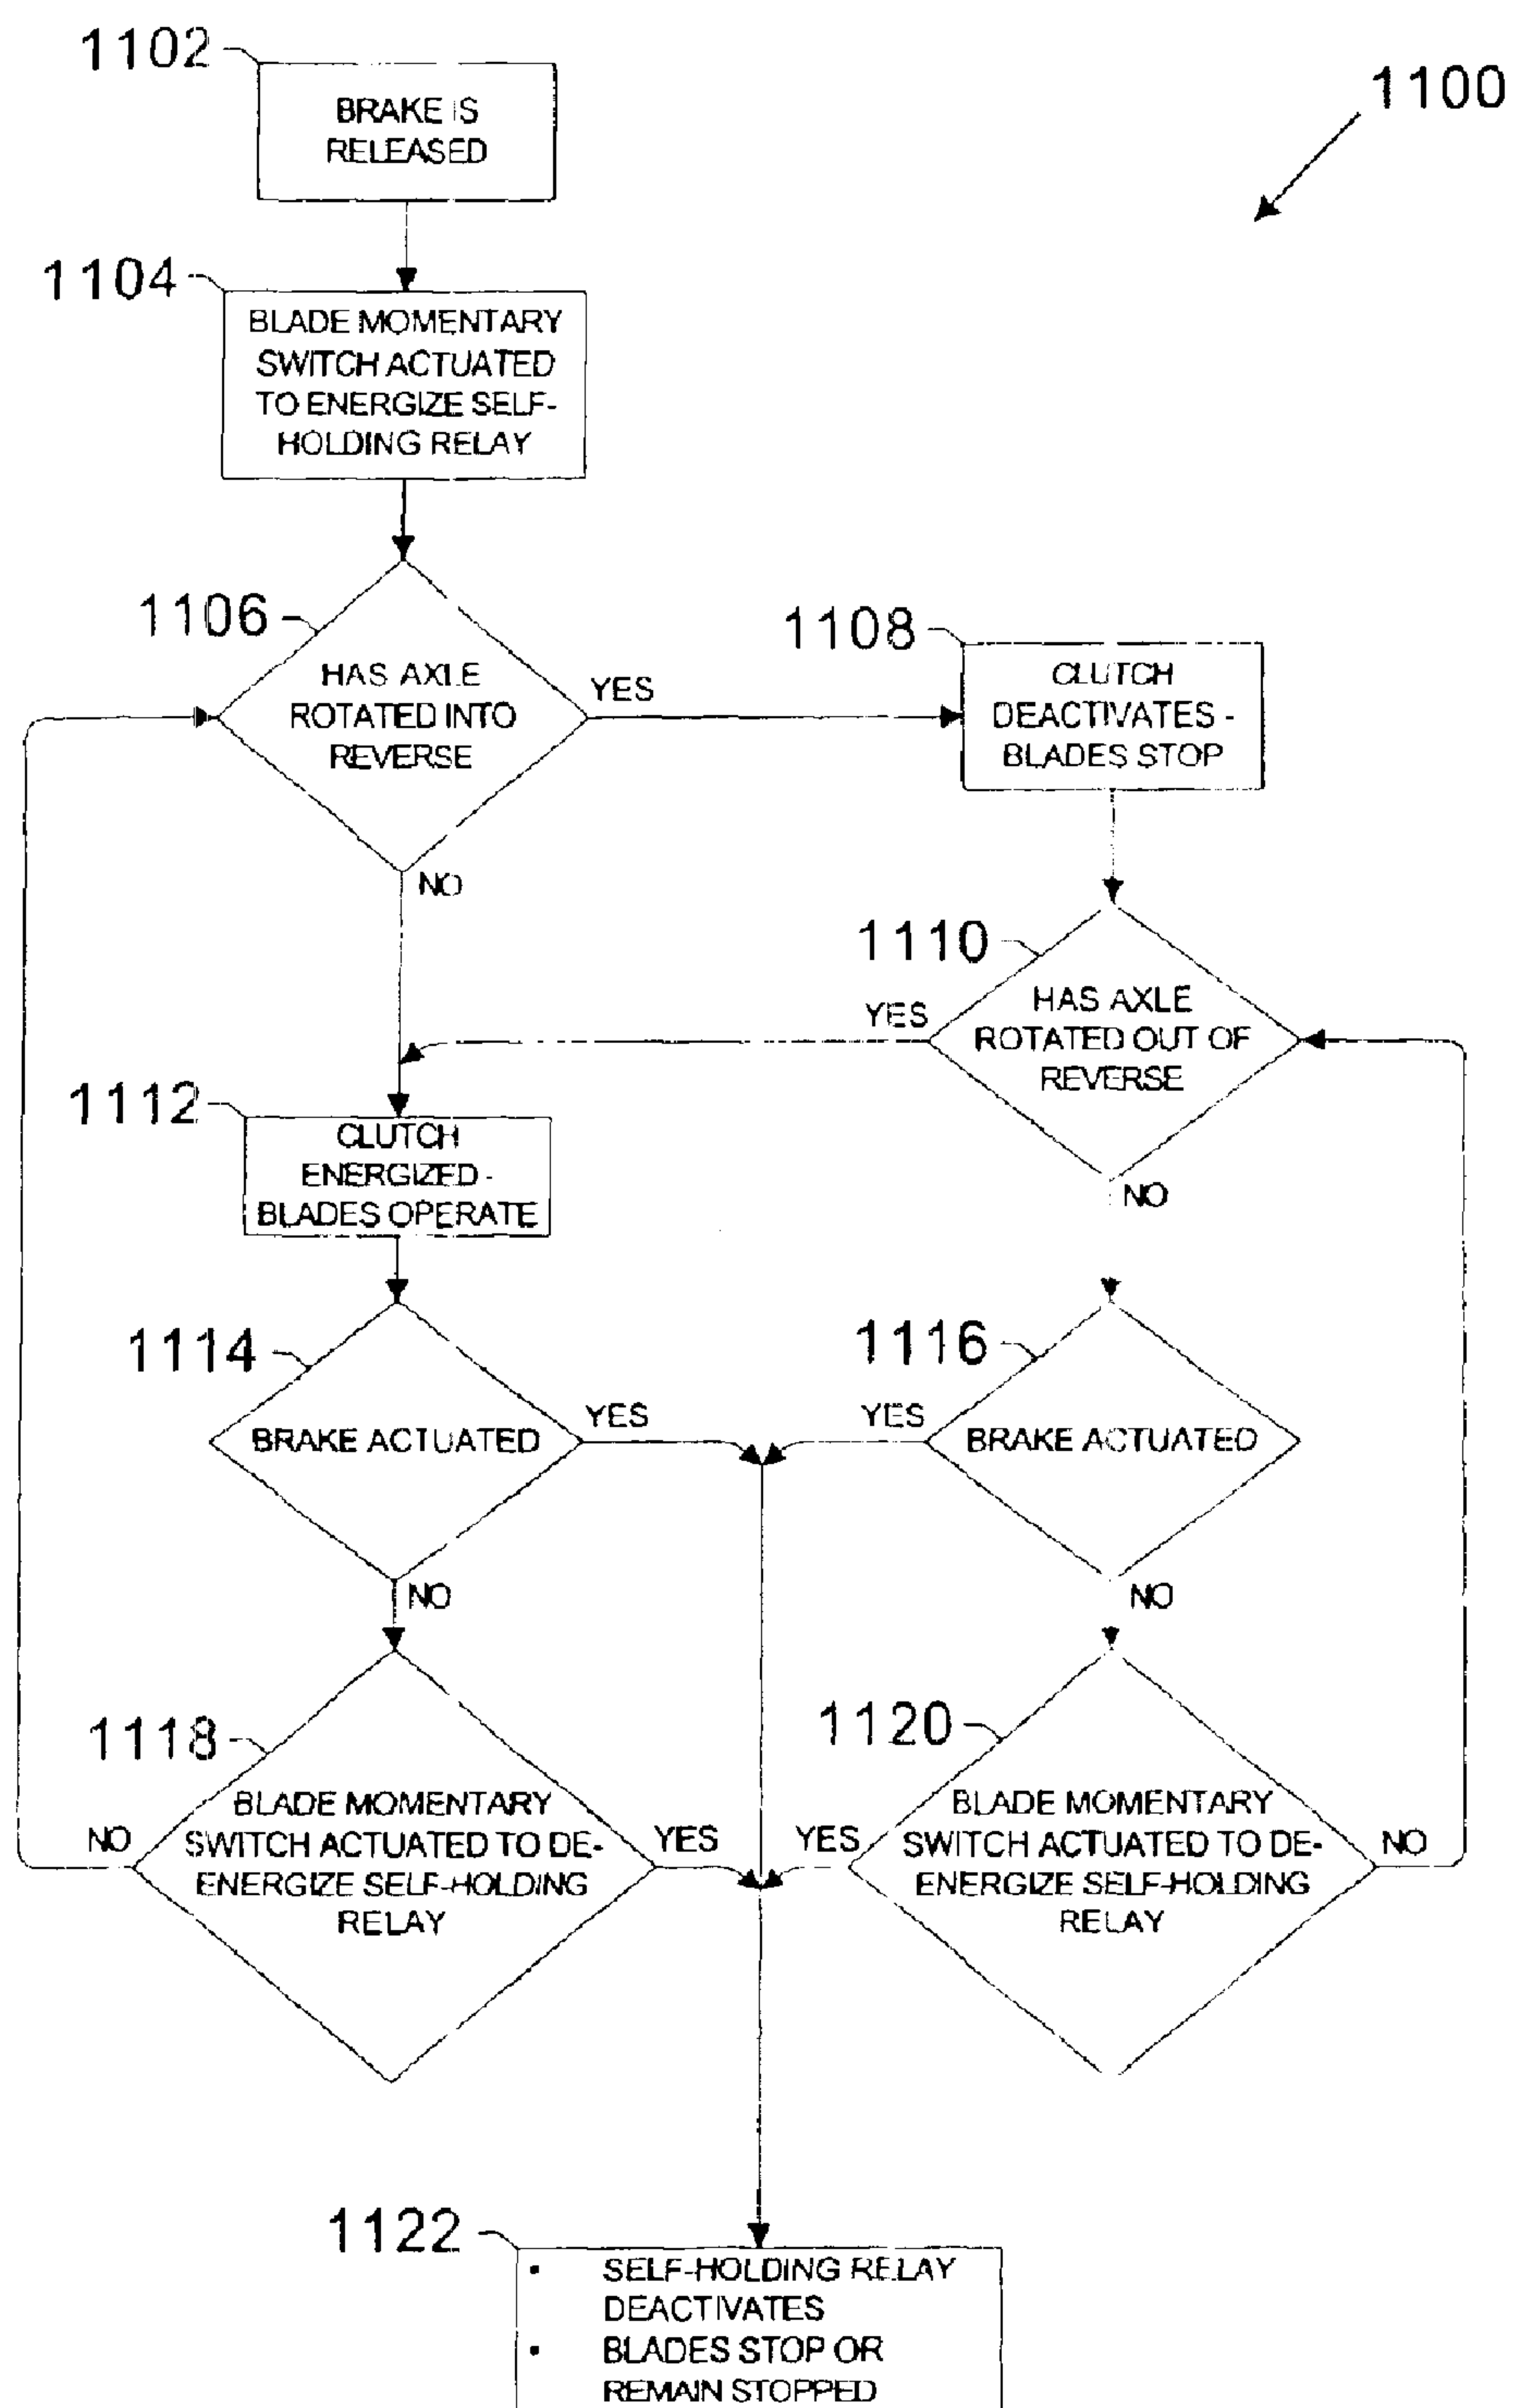 1102
BRAKE IS
RELEASED
1100
1104
BLADE MOMENTARY
SWITCH ACTUATED
TO ENERGIZE SELF-
HOLDING RELAY
1106
HAS AXLE
ROTATED INTO
REVERSE
YES
NO
1108
CLUTCH
DEACTIVATES -
BLADES STOP
1110
HAS AXLE
ROTATED OUT OF
REVERSE
YES
NO
1112
CLUTCH
ENERGIZED -
BLADES OPERATE
1114
BRAKE ACTUATED
YES
NO
1116
BRAKE ACTUATED
YES
NO
1118
BLADE MOMENTARY
SWITCH ACTUATED TO DE-
ENERGIZE SELF-HOLDING
RELAY
NO
YES
1120
BLADE MOMENTARY
SWITCH ACTUATED TO DE-
ENERGIZE SELF-HOLDING
RELAY
YES
NO
1122
• SELF-HOLDING RELAY
DEACTIVATES
• BLADES STOP OR
REMAIN STOPPED